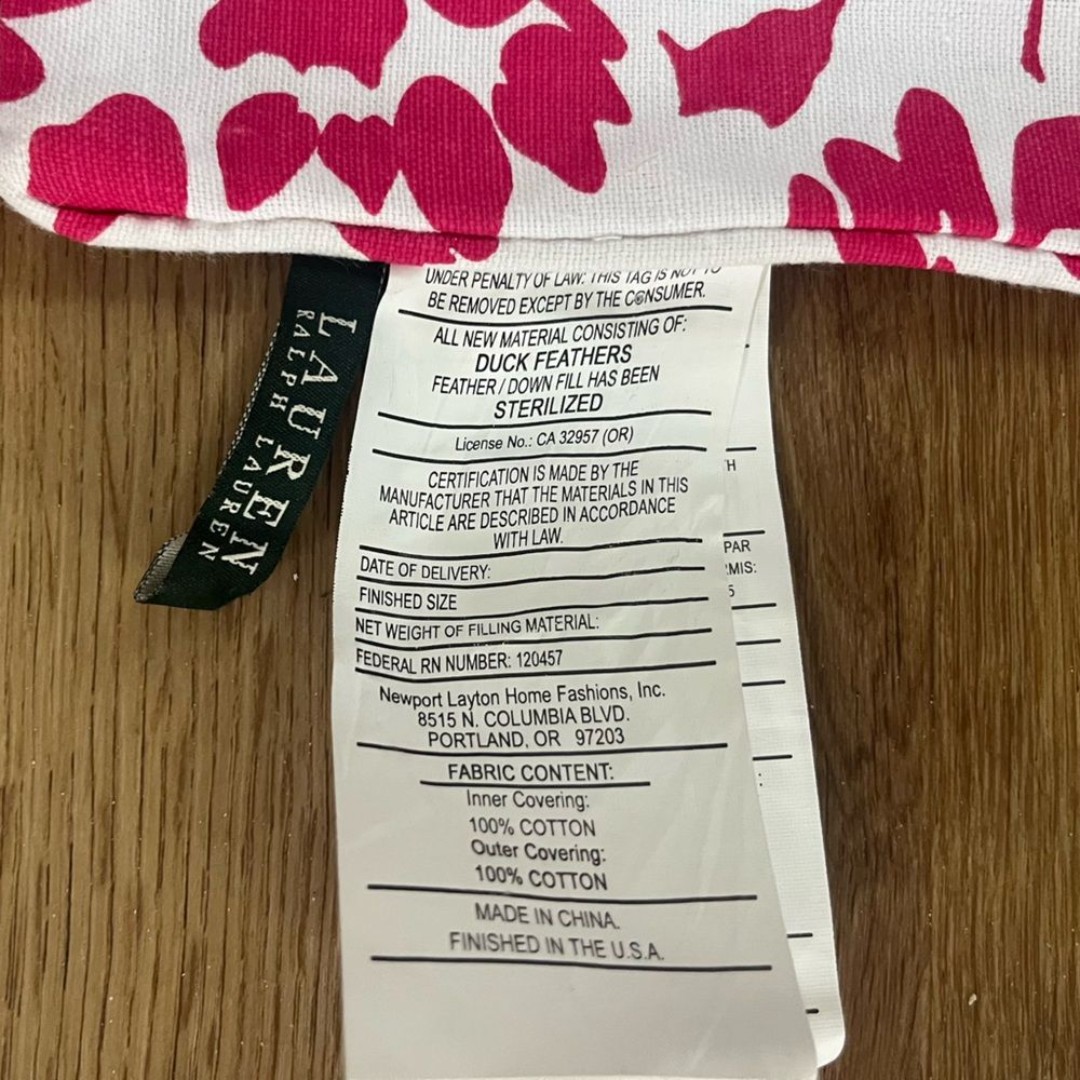 LAUREN
RALPH LAUREN
UNDER PENALTY OF LAW: THIS TAG IS NOT TO
BE REMOVED EXCEPT BY THE CONSUMER.
ALL NEW MATERIAL CONSISTING OF:
DUCK FEATHERS
FEATHER / DOWN FILL HAS BEEN
STERILIZED
License No.: CA 32957 (OR)
CERTIFICATION IS MADE BY THE
MANUFACTURER THAT THE MATERIALS IN THIS
ARTICLE ARE DESCRIBED IN ACCORDANCE
WITH LAW.
DATE OF DELIVERY:
FINISHED SIZE
NET WEIGHT OF FILLING MATERIAL:
FEDERAL RN NUMBER: 120457
Newport Layton Home Fashions, Inc.
8515 N. COLUMBIA BLVD.
PORTLAND, OR 97203
FABRIC CONTENT:
Inner Covering:
100% COTTON
Outer Covering:
100% COTTON
MADE IN CHINA.
FINISHED IN THE U.S.A.
PAR